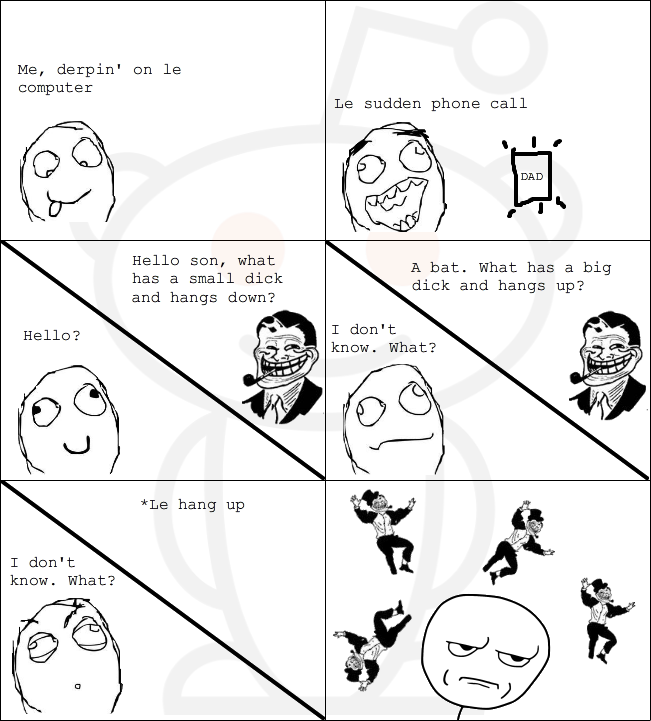 Me, derpin' on le
computer
Le sudden phone call
DAD
Hello son, what
has a small dick
and hangs down?
Hello?
A bat. What has a big
dick and hangs up?
I don't
know. What?
*Le hang up
I don't
know. What?